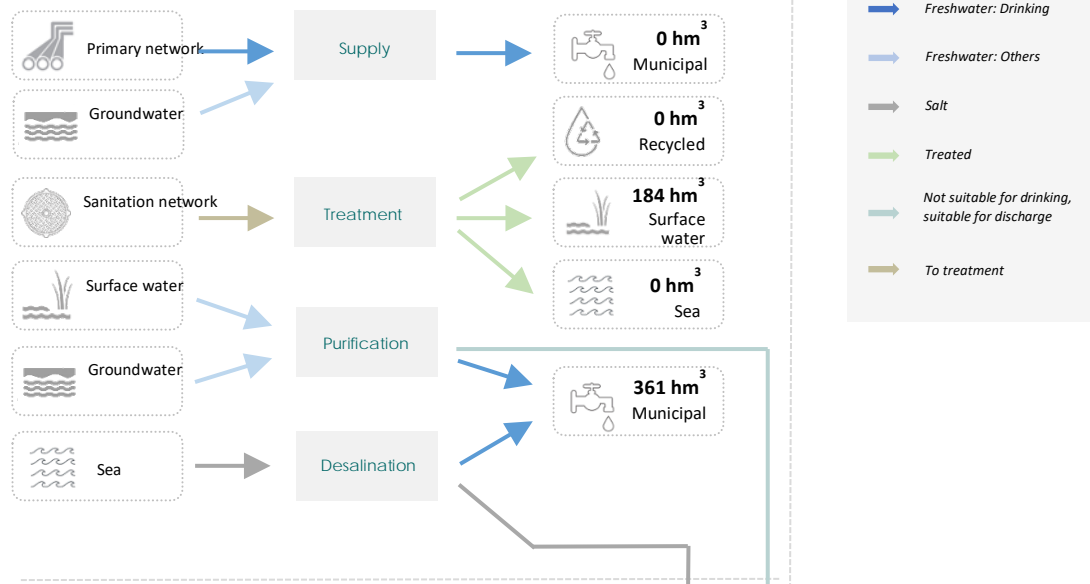 Primary network
Supply
0 hm3
Municipal
Groundwater
0 hm3
Recycled
Sanitation network
Treatment
184 hm3
Surface
water
Surface water
0 hm3
Sea
Purification
Groundwater
361 hm3
Municipal
Sea
Desalination
Freshwater: Drinking
Freshwater: Others
Salt
Treated
Not suitable for drinking,
suitable for discharge
To treatment